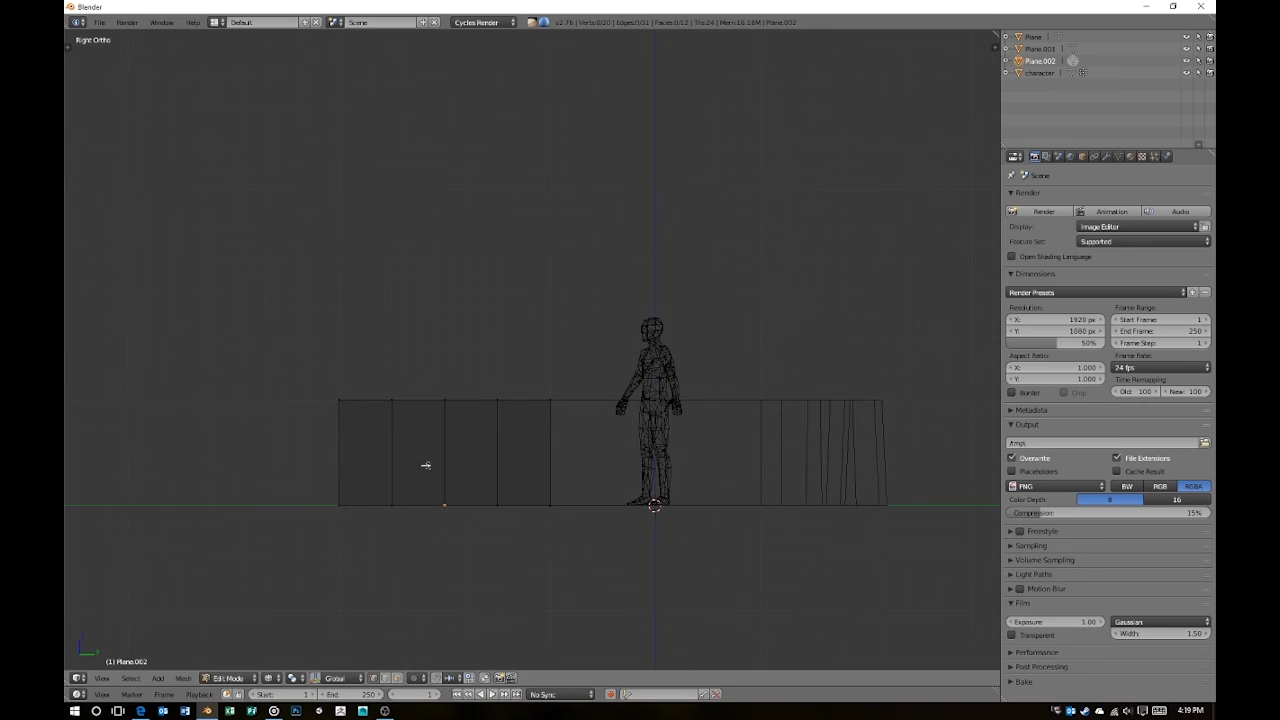 Blender
File Render Window Help Default Scene Cycles Render v2.76 | Verts:0/20 | Edges:0/31 | Faces:0/12 | Tris:24 | Mem:16.18M | Plane.002
Right Ortho
Plane
Plane.001
Plane.002
character
Scene
Render
Render Animation Audio
Display: Image Editor
Feature Set: Supported
Open Shading Language
Dimensions
Render Presets
Resolution: Frame Range:
X: 1920 px Start Frame: 1
Y: 1080 px End Frame: 250
50% Frame Step: 1
Aspect Ratio: Frame Rate:
X: 1.000 24 fps
Y: 1.000 Time Remapping:
Border Crop Old: 100 New: 100
Metadata
Output
/tmp\
Overwrite File Extensions
Placeholders Cache Result
PNG BW RGB RGBA
Color Depth: 8 16
Compression: 15%
Freestyle
Sampling
Volume Sampling
Light Paths
Motion Blur
Film
Exposure: 1.00 Gaussian
Transparent Width: 1.50
Performance
Post Processing
Bake
(1) Plane.002
View Select Add Mesh Edit Mode Global
View Marker Frame Playback Start: 1 End: 250 1 No Sync
4:19 PM